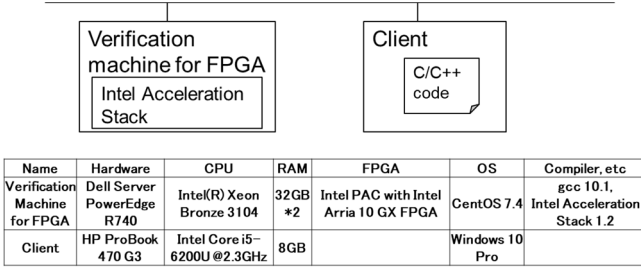 Verification
machine for FPGA
Intel Acceleration
Stack
Client
C/C++
code
Name Hardware CPU RAM FPGA OS Compiler, etc
Verification Machine for FPGA Dell Server PowerEdge R740 Intel(R) Xeon Bronze 3104 32GB *2 Intel PAC with Intel Arria 10 GX FPGA CentOS 7.4 gcc 10.1, Intel Acceleration Stack 1.2
Client HP ProBook 470 G3 Intel Core i5-6200U @2.3GHz 8GB Windows 10 Pro